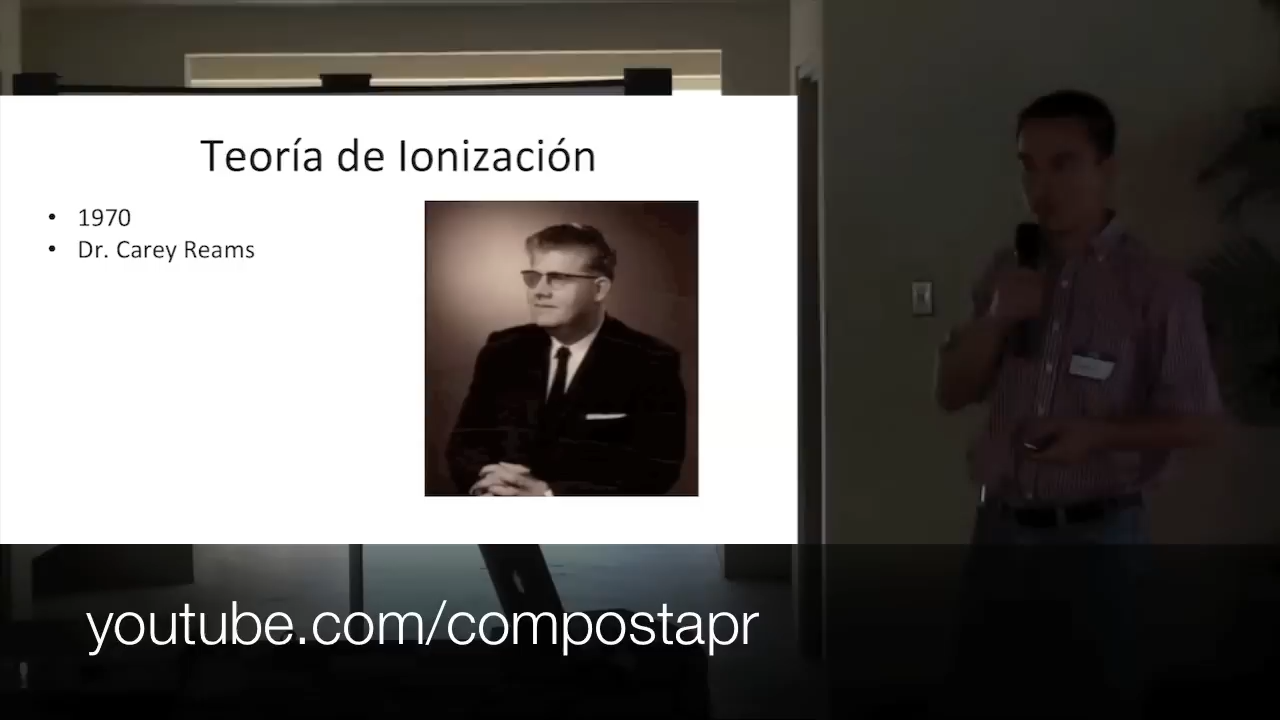 Teoría de Ionización
• 1970
• Dr. Carey Reams
youtube.com/compostapr